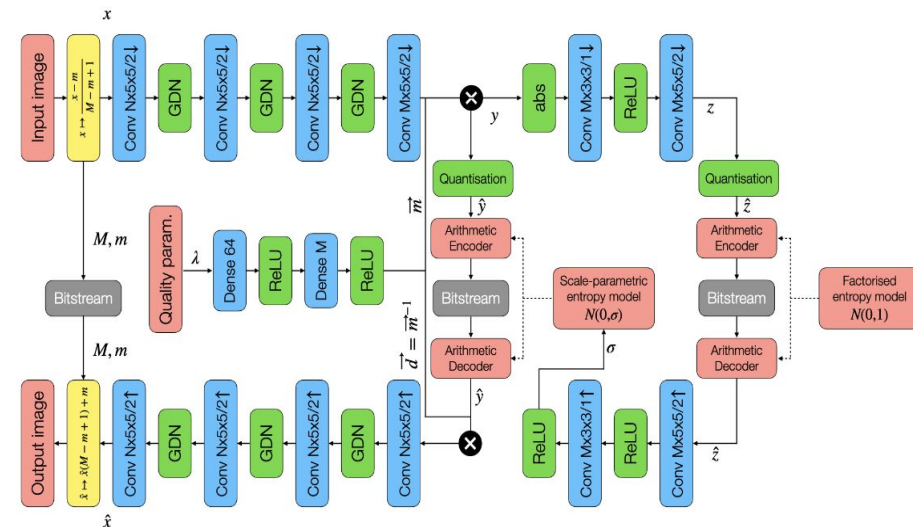 x
Input image
x ↦ x − m / M − m + 1
Conv Nx5x5/2↓
GDN
Conv Nx5x5/2↓
GDN
Conv Nx5x5/2↓
GDN
Conv Mx5x5/2↓
y
abs
Conv Mx3x3/1↓
ReLU
Conv Mx5x5/2↓
z
Quantisation
ŷ
Arithmetic
Encoder
Bitstream
Arithmetic
Decoder
ŷ
Quantisation
ẑ
Arithmetic
Encoder
Bitstream
Arithmetic
Decoder
ẑ
M, m
Bitstream
M, m
Quality param.
λ̂
Dense 64
ReLU
Dense M
ReLU
m⃗
d⃗ = m⃗⁻¹
Scale-parametric
entropy model
N(0,σ)
σ
Factorised
entropy model
N(0,1)
Output image
x̂ ↦ x̂(M − m + 1) + m
Conv Nx5x5/2↑
GDN
Conv Nx5x5/2↑
GDN
Conv Nx5x5/2↑
GDN
Conv Nx5x5/2↑
ReLU
Conv Mx3x3/1↑
ReLU
Conv Mx5x5/2↑
x̂